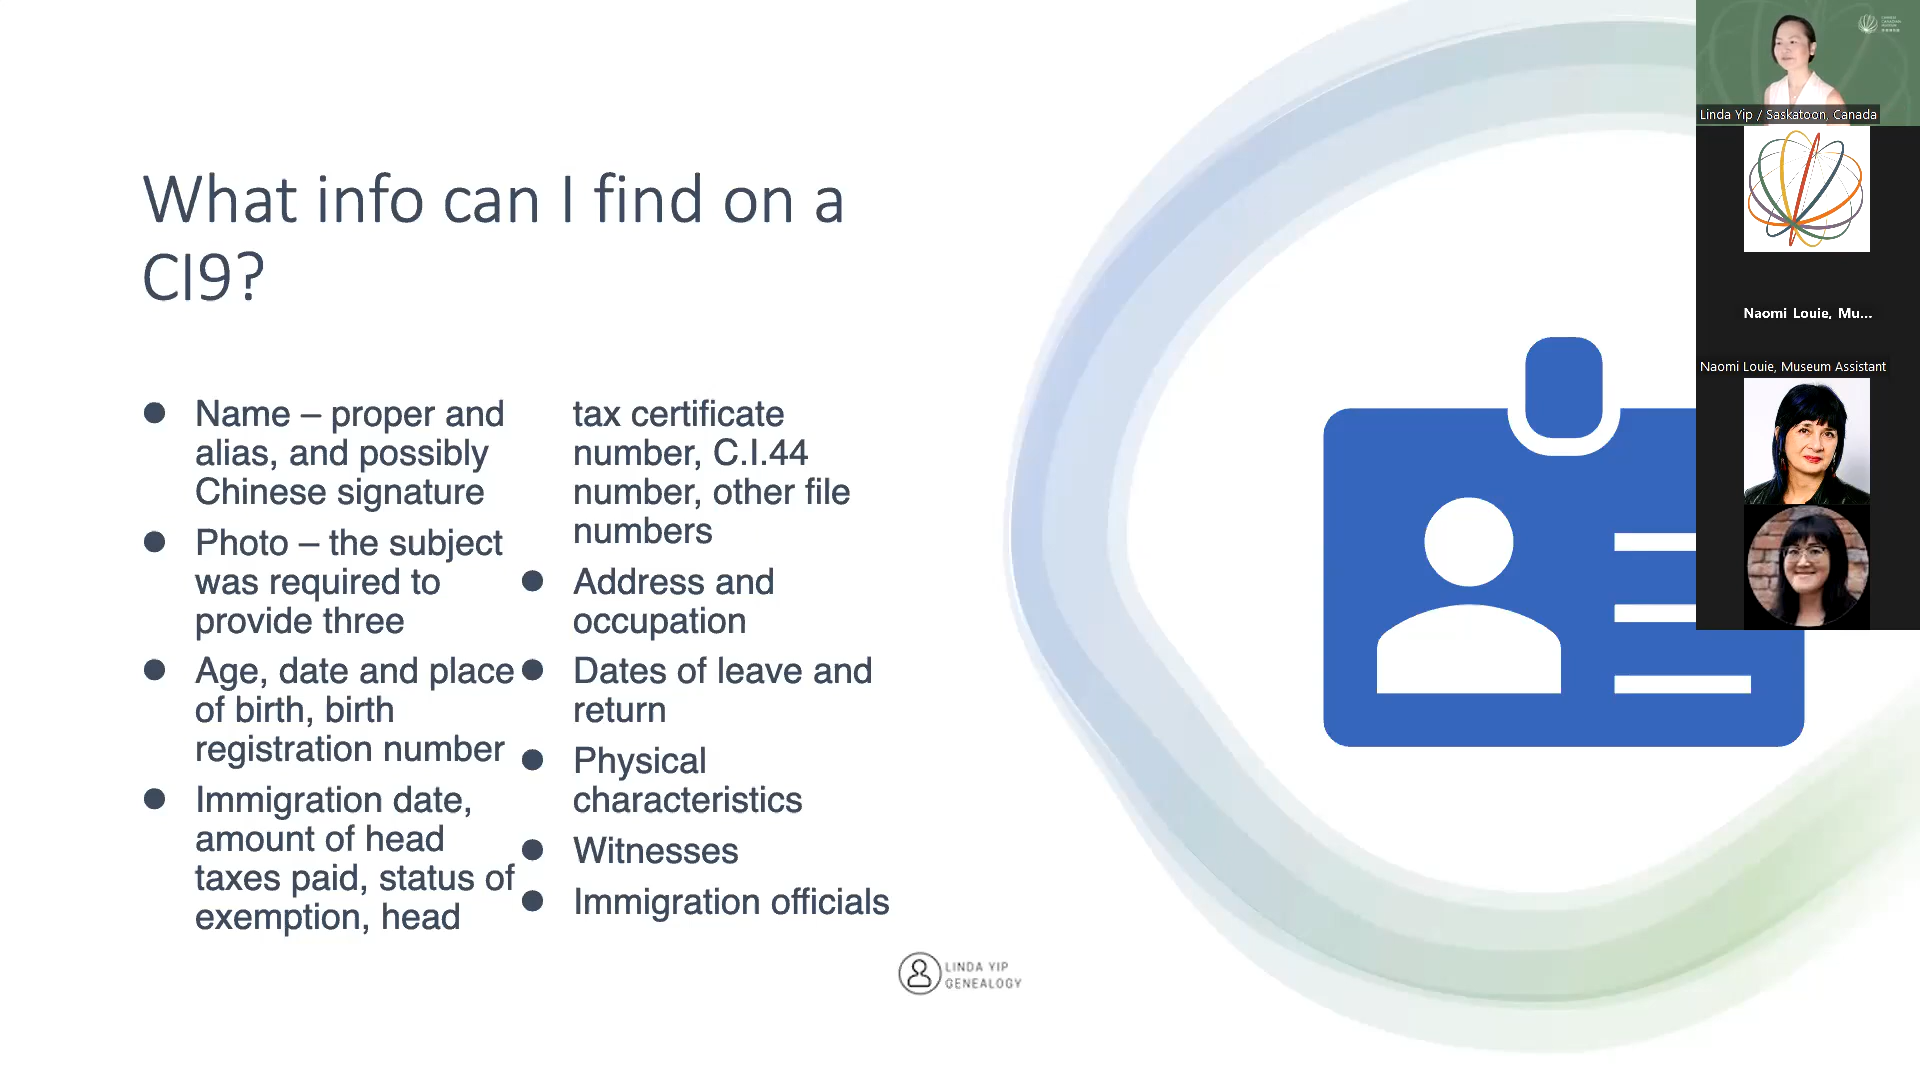 What info can I find on a
CI9?
● Name – proper and
alias, and possibly
Chinese signature
● Photo – the subject
was required to
provide three
● Age, date and place
of birth, birth
registration number
● Immigration date,
amount of head
taxes paid, status of
exemption, head
tax certificate
number, C.I.44
number, other file
numbers
● Address and
occupation
● Dates of leave and
return
● Physical
characteristics
● Witnesses
● Immigration officials
LINDA YIP
GENEALOGY
Linda Yip / Saskatoon, Canada
Naomi Louie, Mu...
Naomi Louie, Museum Assistant